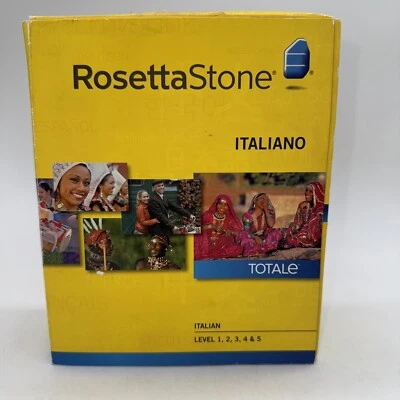 RosettaStone®
ITALIANO
TOTALe
ITALIAN
LEVEL 1, 2, 3, 4 & 5